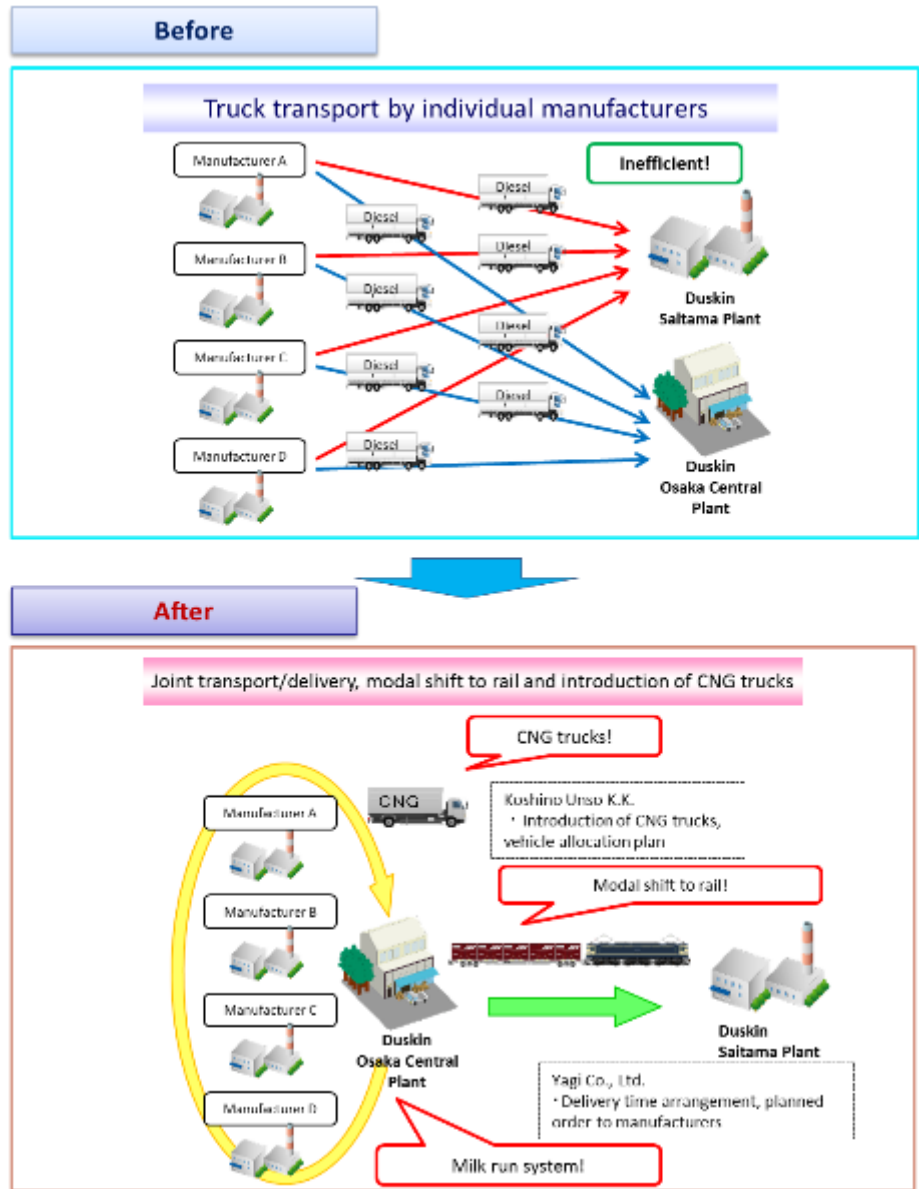 Before
Truck transport by individual manufacturers
Manufacturer A
Inefficient!
Diesel
Diesel
Manufacturer B
Diesel
Diesel
Duskin
Saitama Plant
Manufacturer C
Diesel
Diesel
Diesel
Manufacturer D
Diesel
Duskin
Osaka Central
Plant
After
Joint transport/delivery, modal shift to rail and introduction of CNG trucks
CNG trucks!
CNG
Manufacturer A
Koshino Unso K.K.
・Introduction of CNG trucks,
vehicle allocation plan
Modal shift to rail!
Manufacturer B
Manufacturer C
Duskin
Osaka Central
Plant
Duskin
Saitama Plant
Manufacturer D
Yagi Co., Ltd.
・Delivery time arrangement, planned
order to manufacturers
Milk run system!